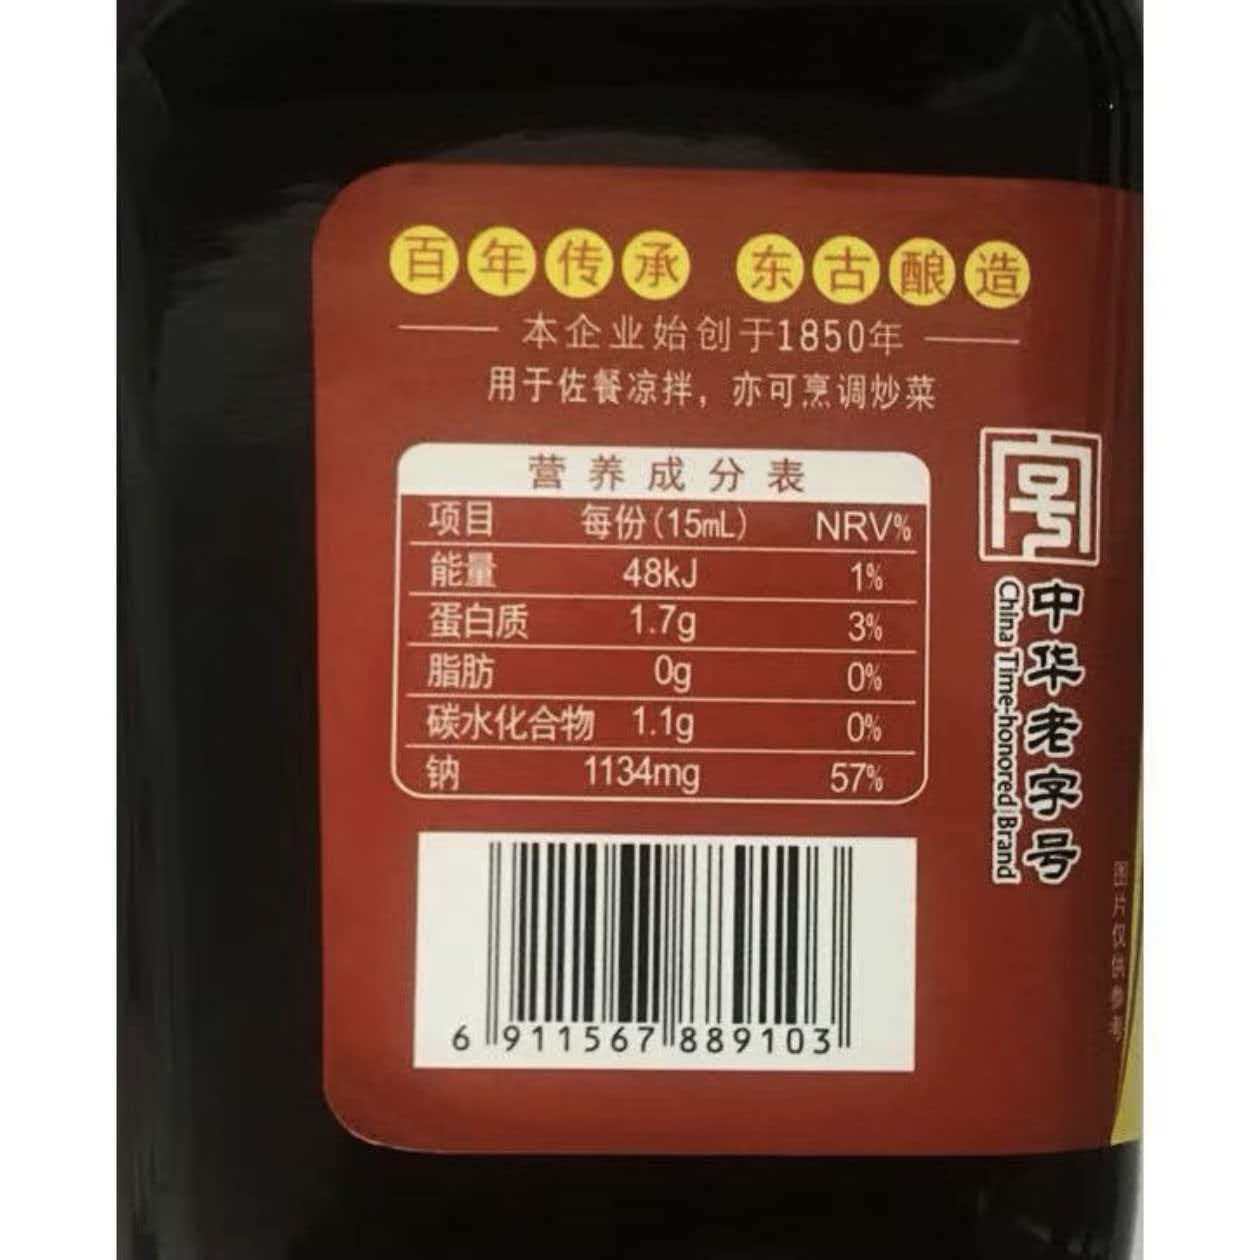 百年传承 东古酿造
本企业始创于1850年
用于佐餐凉拌，亦可烹调炒菜
营养成分表
项目 每份(15mL) NRV%
能量 48kJ 1%
蛋白质 1.7g 3%
脂肪 0g 0%
碳水化合物 1.1g 0%
钠 1134mg 57%
6 911567 889103
号
中华老字号
China Time-honored Brand
图片仅供参考